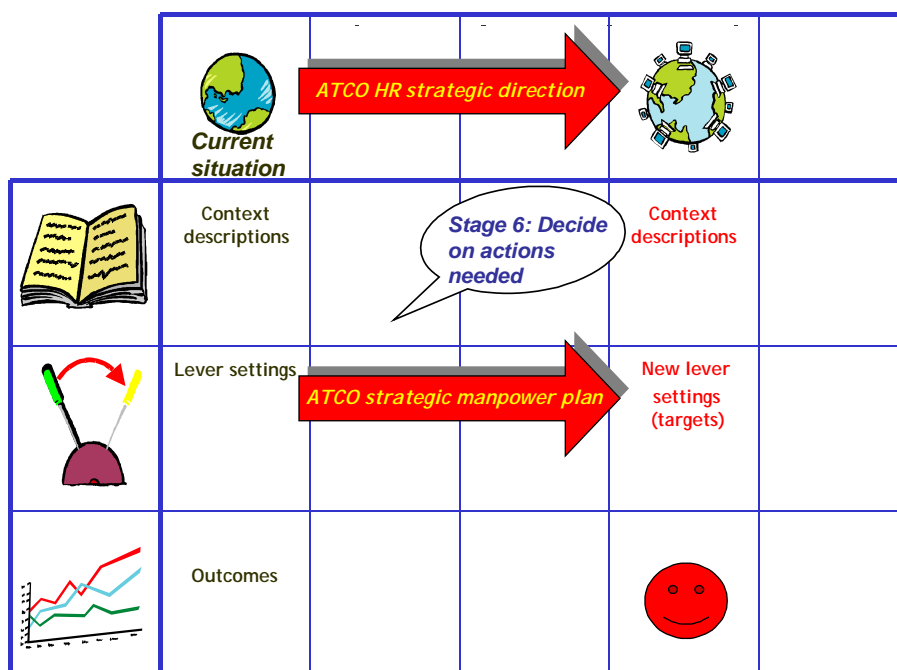 ATCO HR strategic direction
Current
situation
Context
descriptions
Stage 6: Decide
on actions
needed
Context
descriptions
Lever settings
ATCO strategic manpower plan
New lever
settings
(targets)
Outcomes